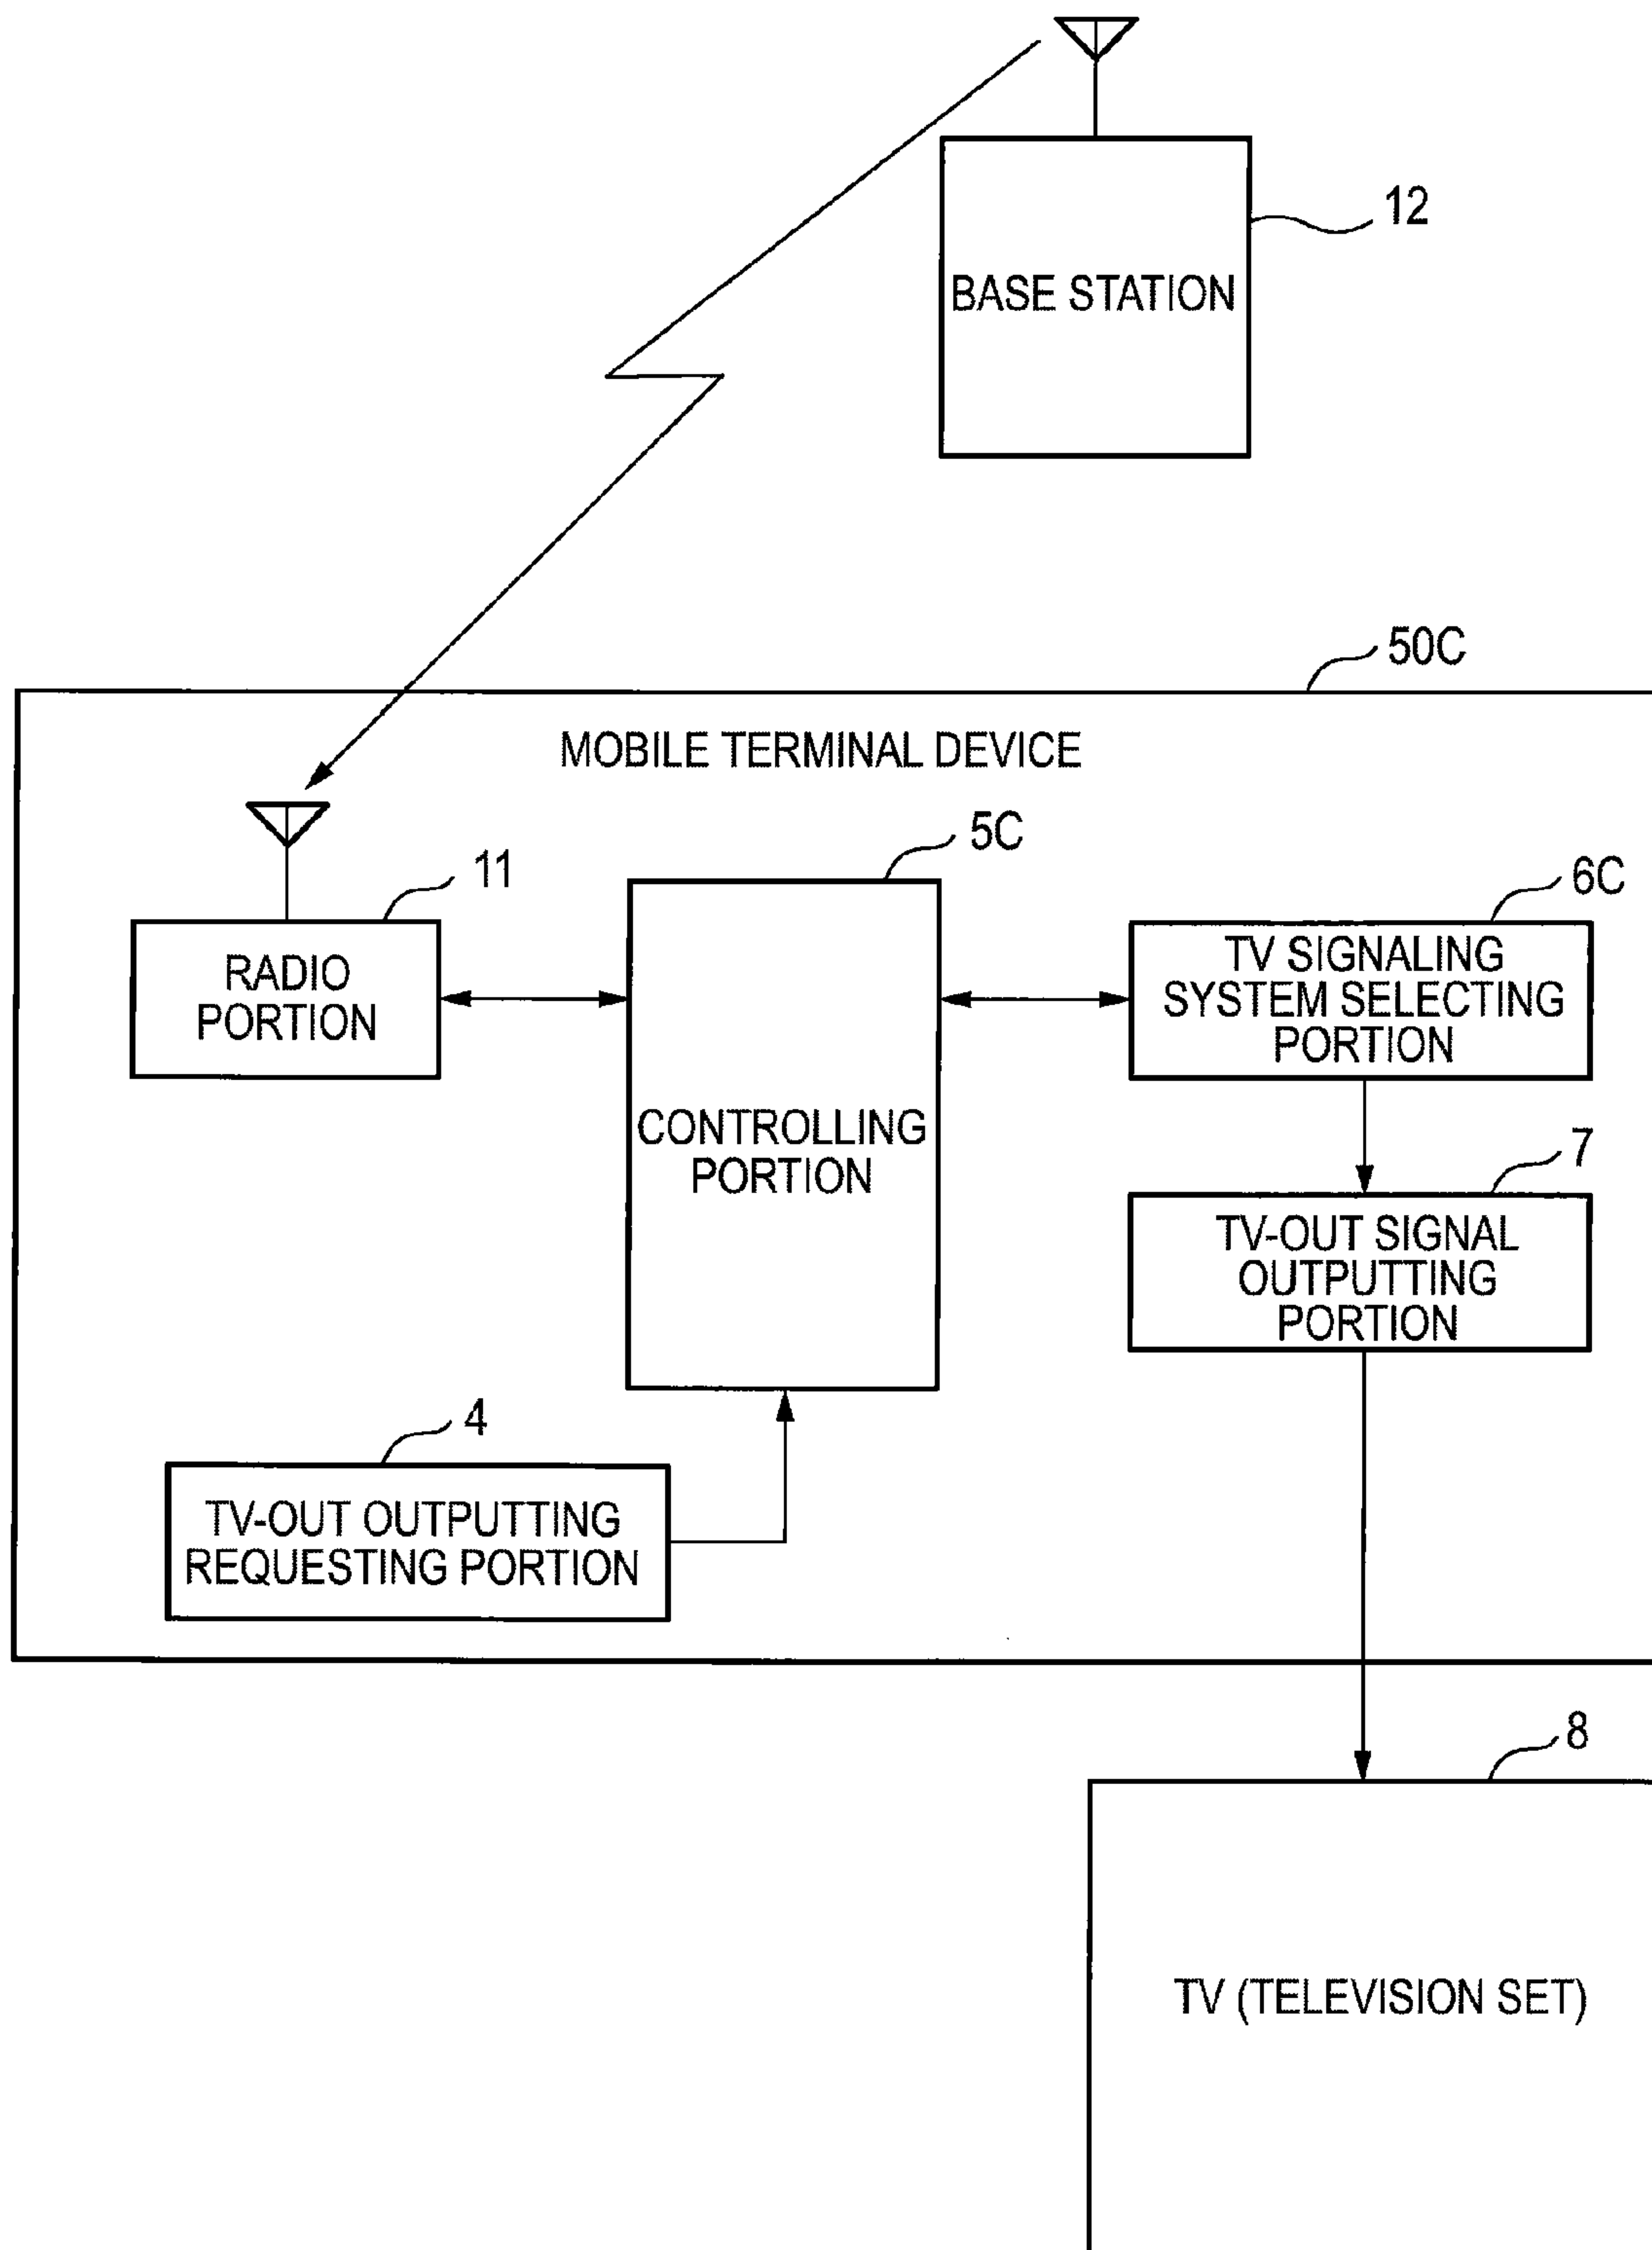 12
BASE STATION
50C
MOBILE TERMINAL DEVICE
5C
11
6C
RADIO
PORTION
TV SIGNALING
SYSTEM SELECTING
PORTION
CONTROLLING
PORTION
7
TV-OUT SIGNAL
OUTPUTTING
PORTION
4
TV-OUT OUTPUTTING
REQUESTING PORTION
8
TV (TELEVISION SET)